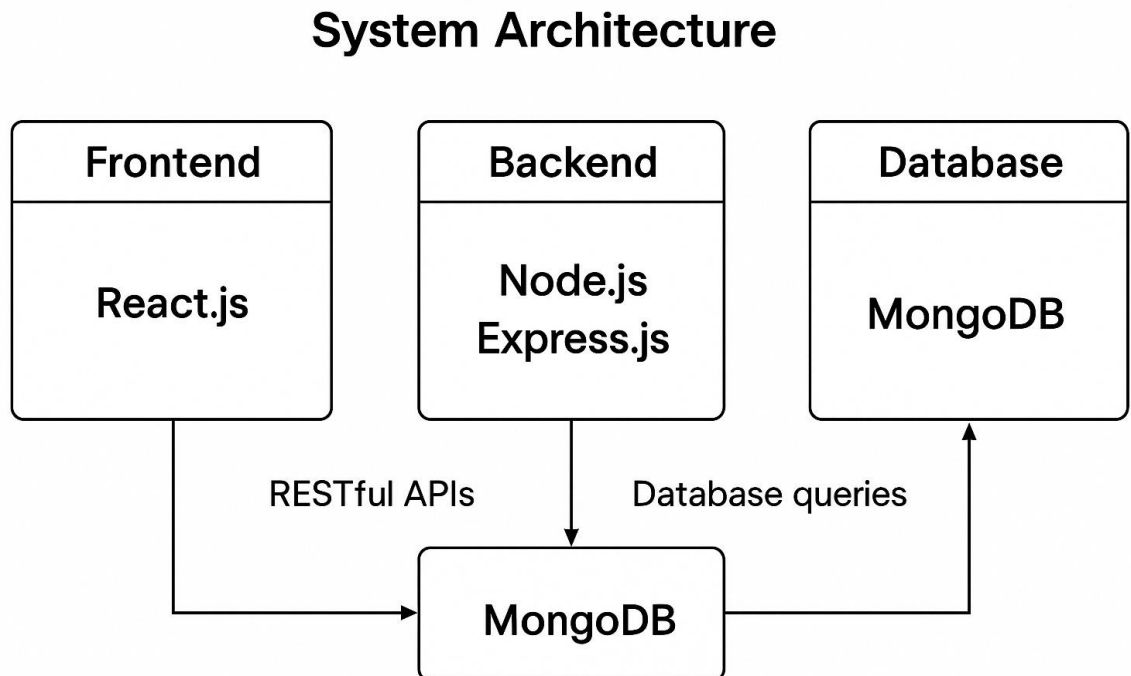 System Architecture
Frontend
React.js
Backend
Node.js
Express.js
Database
MongoDB
RESTful APIs
Database queries
MongoDB